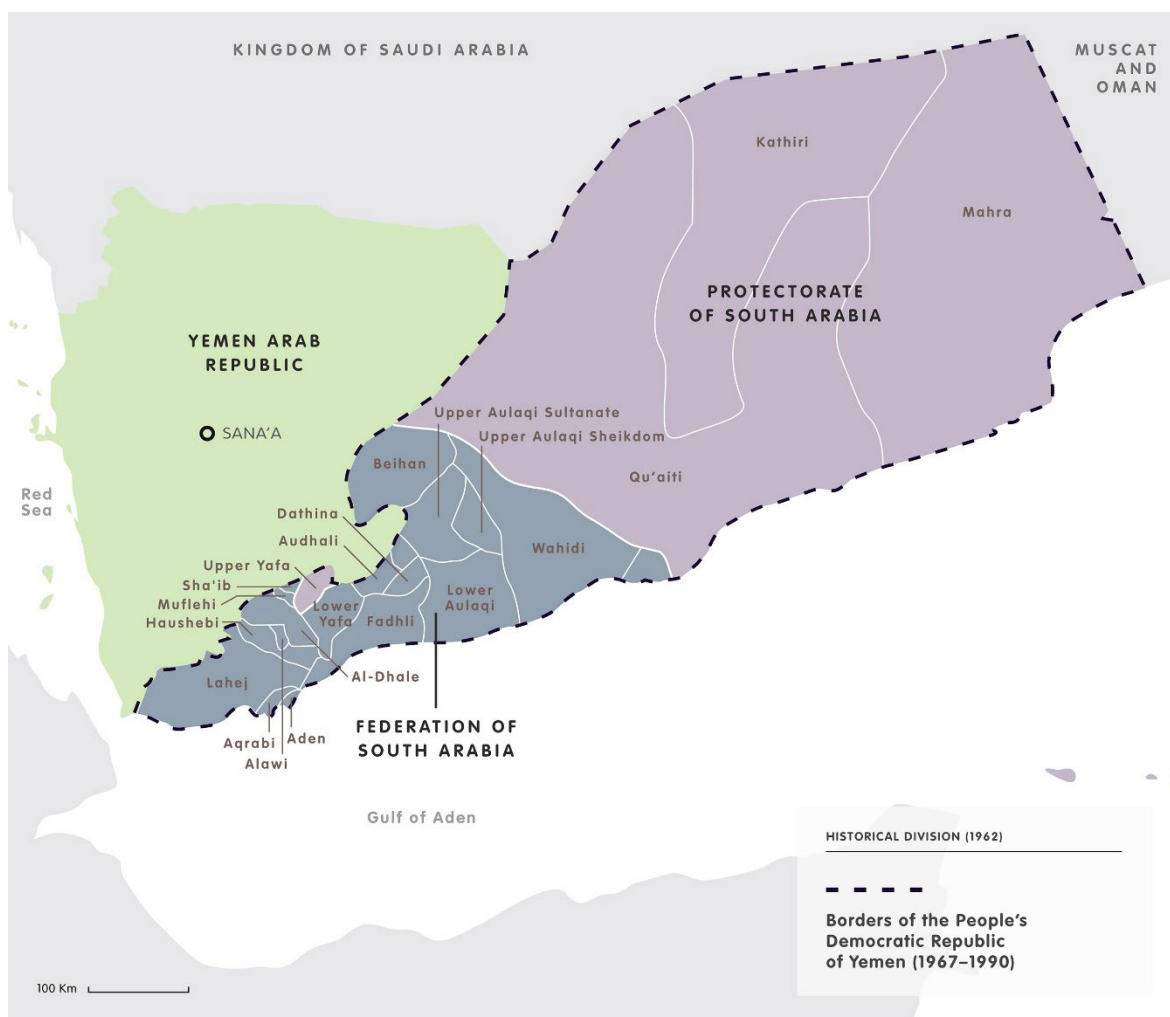 KINGDOM OF SAUDI ARABIA
MUSCAT
AND
OMAN
Kathiri
Mahra
PROTECTORATE
OF SOUTH ARABIA
YEMEN ARAB
REPUBLIC
SANA'A
Upper Aulaqi Sultanate
Upper Aulaqi Sheikdom
Beihan
Qu'aiti
Red
Sea
Dathina
Audhali
Wahidi
Upper Yafa
Sha'ib
Muflehi
Haushebi
Lower
Yafa
Fadhli
Lower
Aulaqi
Lahej
Al-Dhale
Aqrabi
Aden
Alawi
FEDERATION OF
SOUTH ARABIA
Gulf of Aden
HISTORICAL DIVISION (1962)
Borders of the People's
Democratic Republic
of Yemen (1967–1990)
100 Km